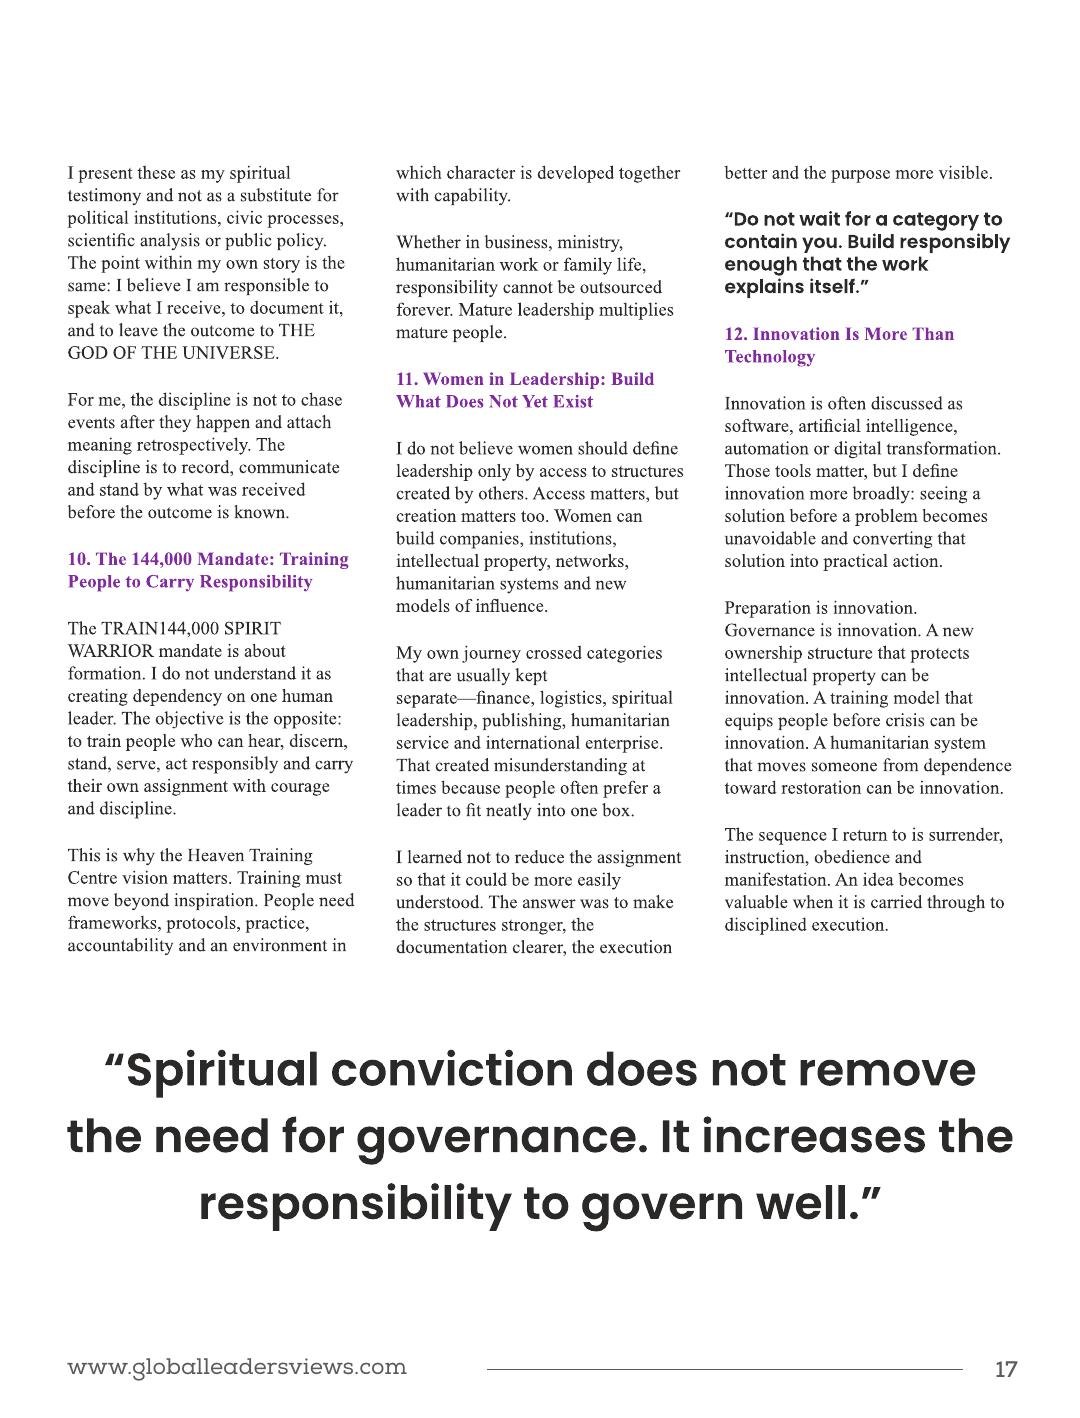 I present these as my spiritual
testimony and not as a substitute for
political institutions, civic processes,
scientific analysis or public policy.
The point within my own story is the
same: I believe I am responsible to
speak what I receive, to document it,
and to leave the outcome to THE
GOD OF THE UNIVERSE.
For me, the discipline is not to chase
events after they happen and attach
meaning retrospectively. The
discipline is to record, communicate
and stand by what was received
before the outcome is known.
10. The 144,000 Mandate: Training
People to Carry Responsibility
The TRAIN144,000 SPIRIT
WARRIOR mandate is about
formation. I do not understand it as
creating dependency on one human
leader. The objective is the opposite:
to train people who can hear, discern,
stand, serve, act responsibly and carry
their own assignment with courage
and discipline.
This is why the Heaven Training
Centre vision matters. Training must
move beyond inspiration. People need
frameworks, protocols, practice,
accountability and an environment in
which character is developed together
with capability.
Whether in business, ministry,
humanitarian work or family life,
responsibility cannot be outsourced
forever. Mature leadership multiplies
mature people.
11. Women in Leadership: Build
What Does Not Yet Exist
I do not believe women should define
leadership only by access to structures
created by others. Access matters, but
creation matters too. Women can
build companies, institutions,
intellectual property, networks,
humanitarian systems and new
models of influence.
My own journey crossed categories
that are usually kept
separate—finance, logistics, spiritual
leadership, publishing, humanitarian
service and international enterprise.
That created misunderstanding at
times because people often prefer a
leader to fit neatly into one box.
I learned not to reduce the assignment
so that it could be more easily
understood. The answer was to make
the structures stronger, the
documentation clearer, the execution
better and the purpose more visible.
“Do not wait for a category to
contain you. Build responsibly
enough that the work
explains itself.”
12. Innovation Is More Than
Technology
Innovation is often discussed as
software, artificial intelligence,
automation or digital transformation.
Those tools matter, but I define
innovation more broadly: seeing a
solution before a problem becomes
unavoidable and converting that
solution into practical action.
Preparation is innovation.
Governance is innovation. A new
ownership structure that protects
intellectual property can be
innovation. A training model that
equips people before crisis can be
innovation. A humanitarian system
that moves someone from dependence
toward restoration can be innovation.
The sequence I return to is surrender,
instruction, obedience and
manifestation. An idea becomes
valuable when it is carried through to
disciplined execution.
“Spiritual conviction does not remove
the need for governance. It increases the
responsibility to govern well.”
www.globalleadersviews.com
17